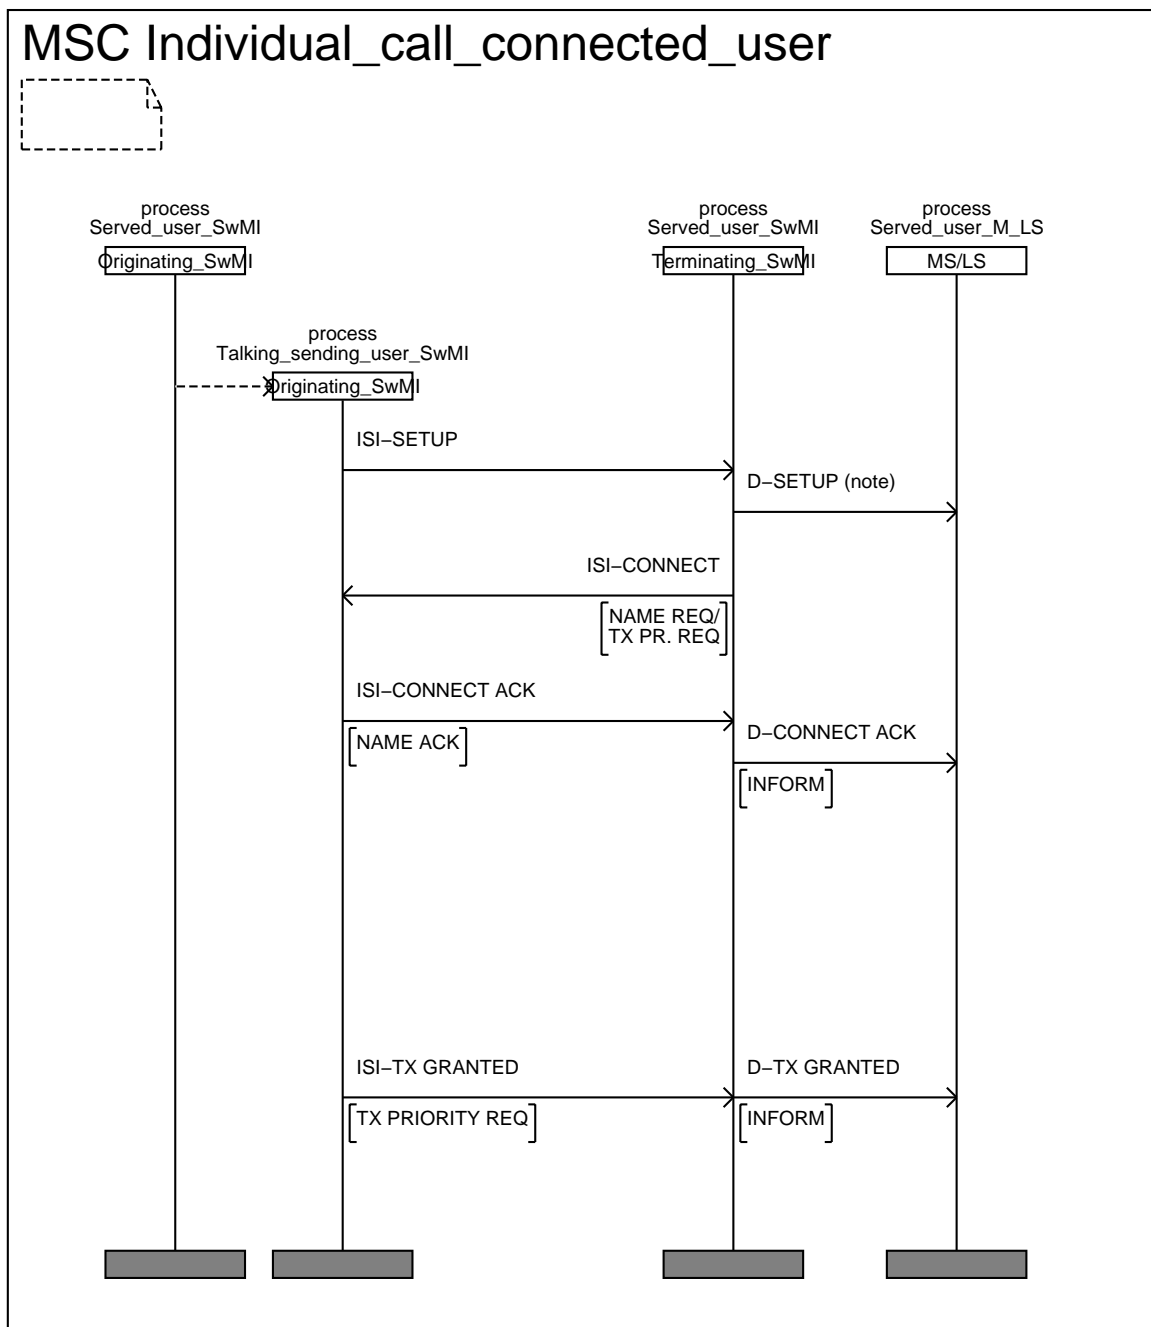 MSC Individual_call_connected_user
process
Served_user_SwMI
Originating_SwMI
process
Served_user_SwMI
Terminating_SwMI
process
Served_user_M_LS
MS/LS
process
Talking_sending_user_SwMI
Originating_SwMI
ISI−SETUP
D−SETUP (note)
ISI−CONNECT
NAME REQ/
TX PR. REQ
ISI−CONNECT ACK
NAME ACK
D−CONNECT ACK
INFORM
ISI−TX GRANTED
D−TX GRANTED
TX PRIORITY REQ
INFORM